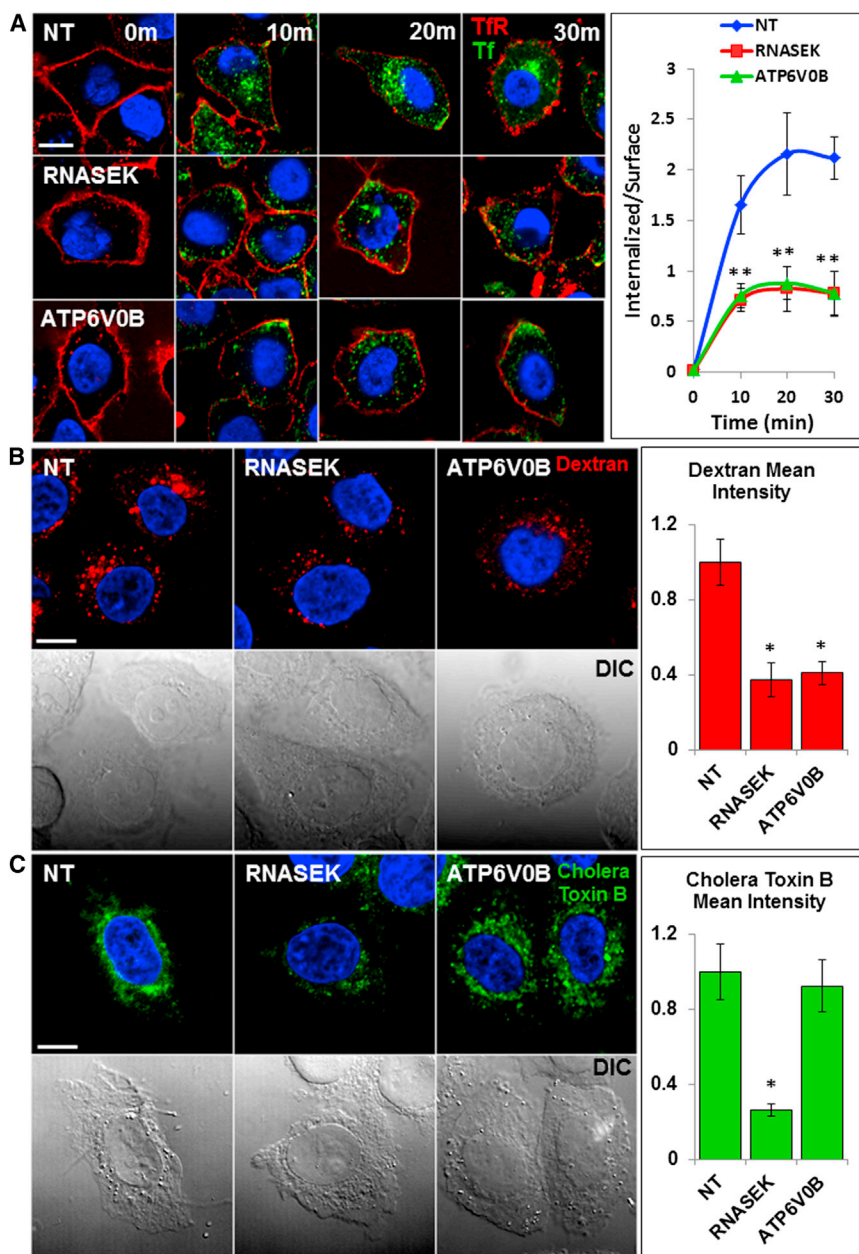 A
NT 0m 10m 20m TfR 30m
Tf
RNASEK
ATP6V0B
NT
RNASEK
ATP6V0B
Internalized/Surface
3
2.5
2
1.5
1
0.5
0
** ** **
0 10 20 30
Time (min)
B
NT RNASEK ATP6V0B Dextran
DIC
Dextran Mean
Intensity
1.2
0.8
0.4
0
* *
NT RNASEK ATP6V0B
C
NT RNASEK ATP6V0B Cholera
Toxin B
DIC
Cholera Toxin B
Mean Intensity
1.2
0.8
0.4
0
*
NT RNASEK ATP6V0B